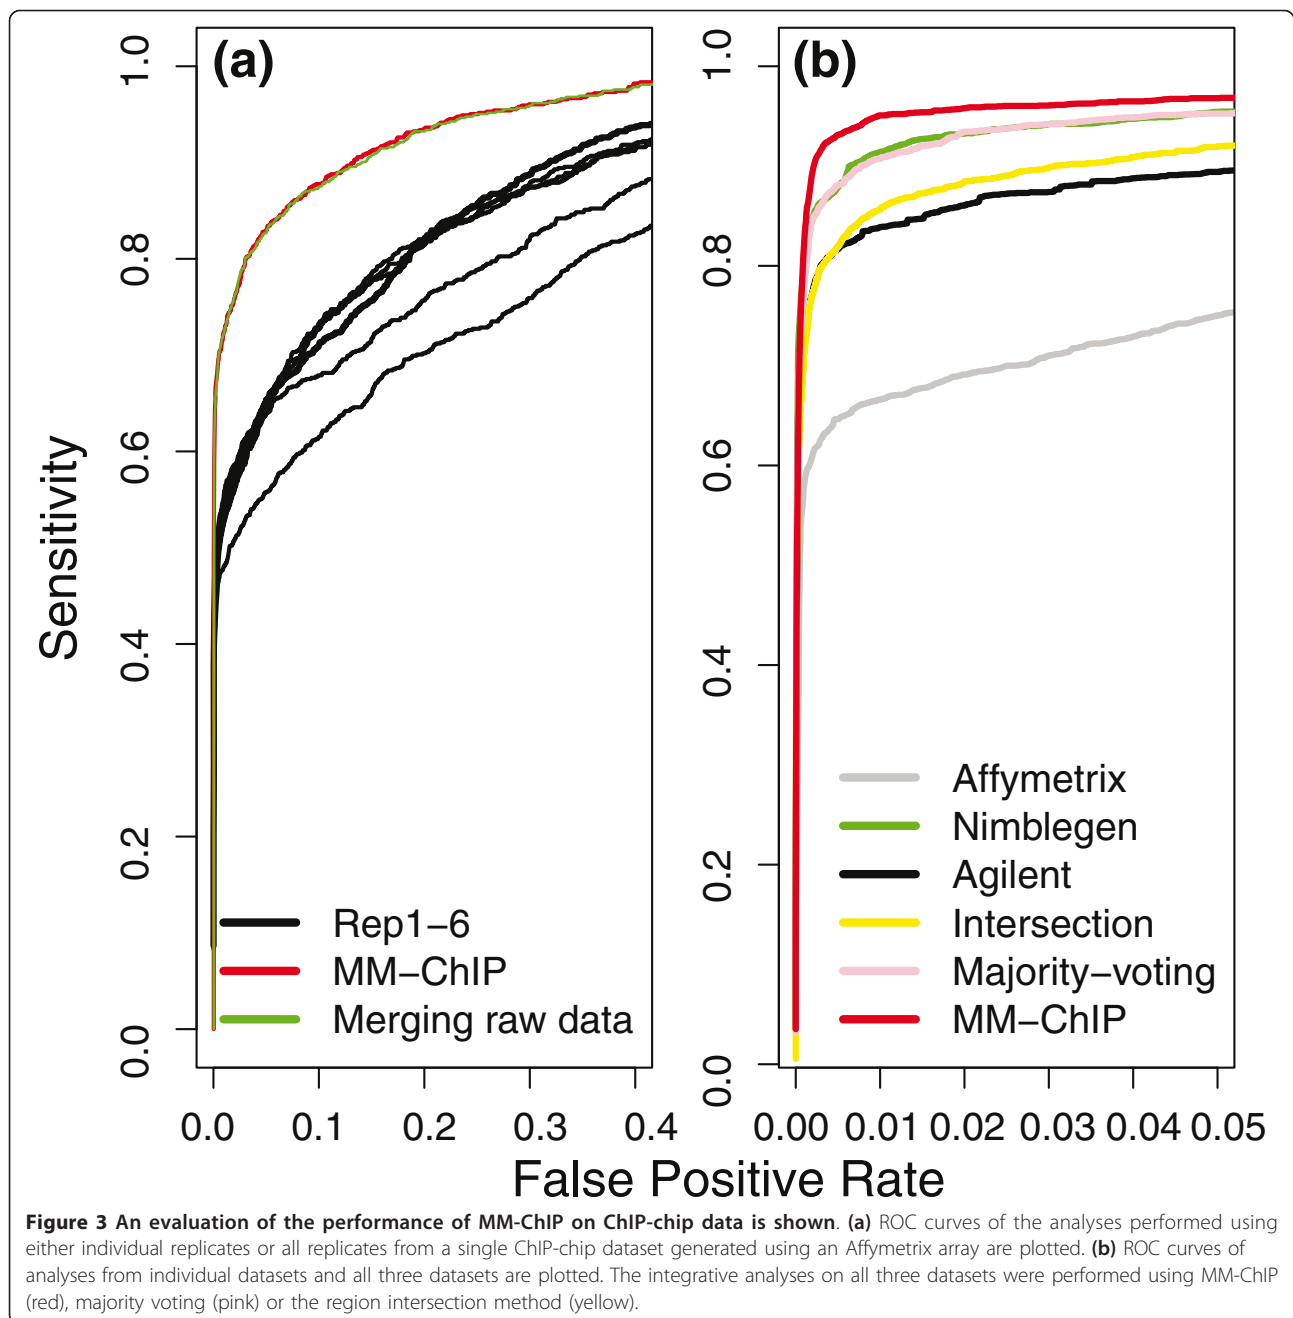 (a)
(b)
Sensitivity
1.0
0.8
0.6
0.4
0.2
0.0
Rep1−6
MM−ChIP
Merging raw data
0.0 0.1 0.2 0.3 0.4
1.0
0.8
0.6
0.4
0.2
0.0
Affymetrix
Nimblegen
Agilent
Intersection
Majority−voting
MM−ChIP
0.00 0.01 0.02 0.03 0.04 0.05
False Positive Rate
Figure 3 An evaluation of the performance of MM-ChIP on ChIP-chip data is shown. (a) ROC curves of the analyses performed using
either individual replicates or all replicates from a single ChIP-chip dataset generated using an Affymetrix array are plotted. (b) ROC curves of
analyses from individual datasets and all three datasets are plotted. The integrative analyses on all three datasets were performed using MM-ChIP
(red), majority voting (pink) or the region intersection method (yellow).